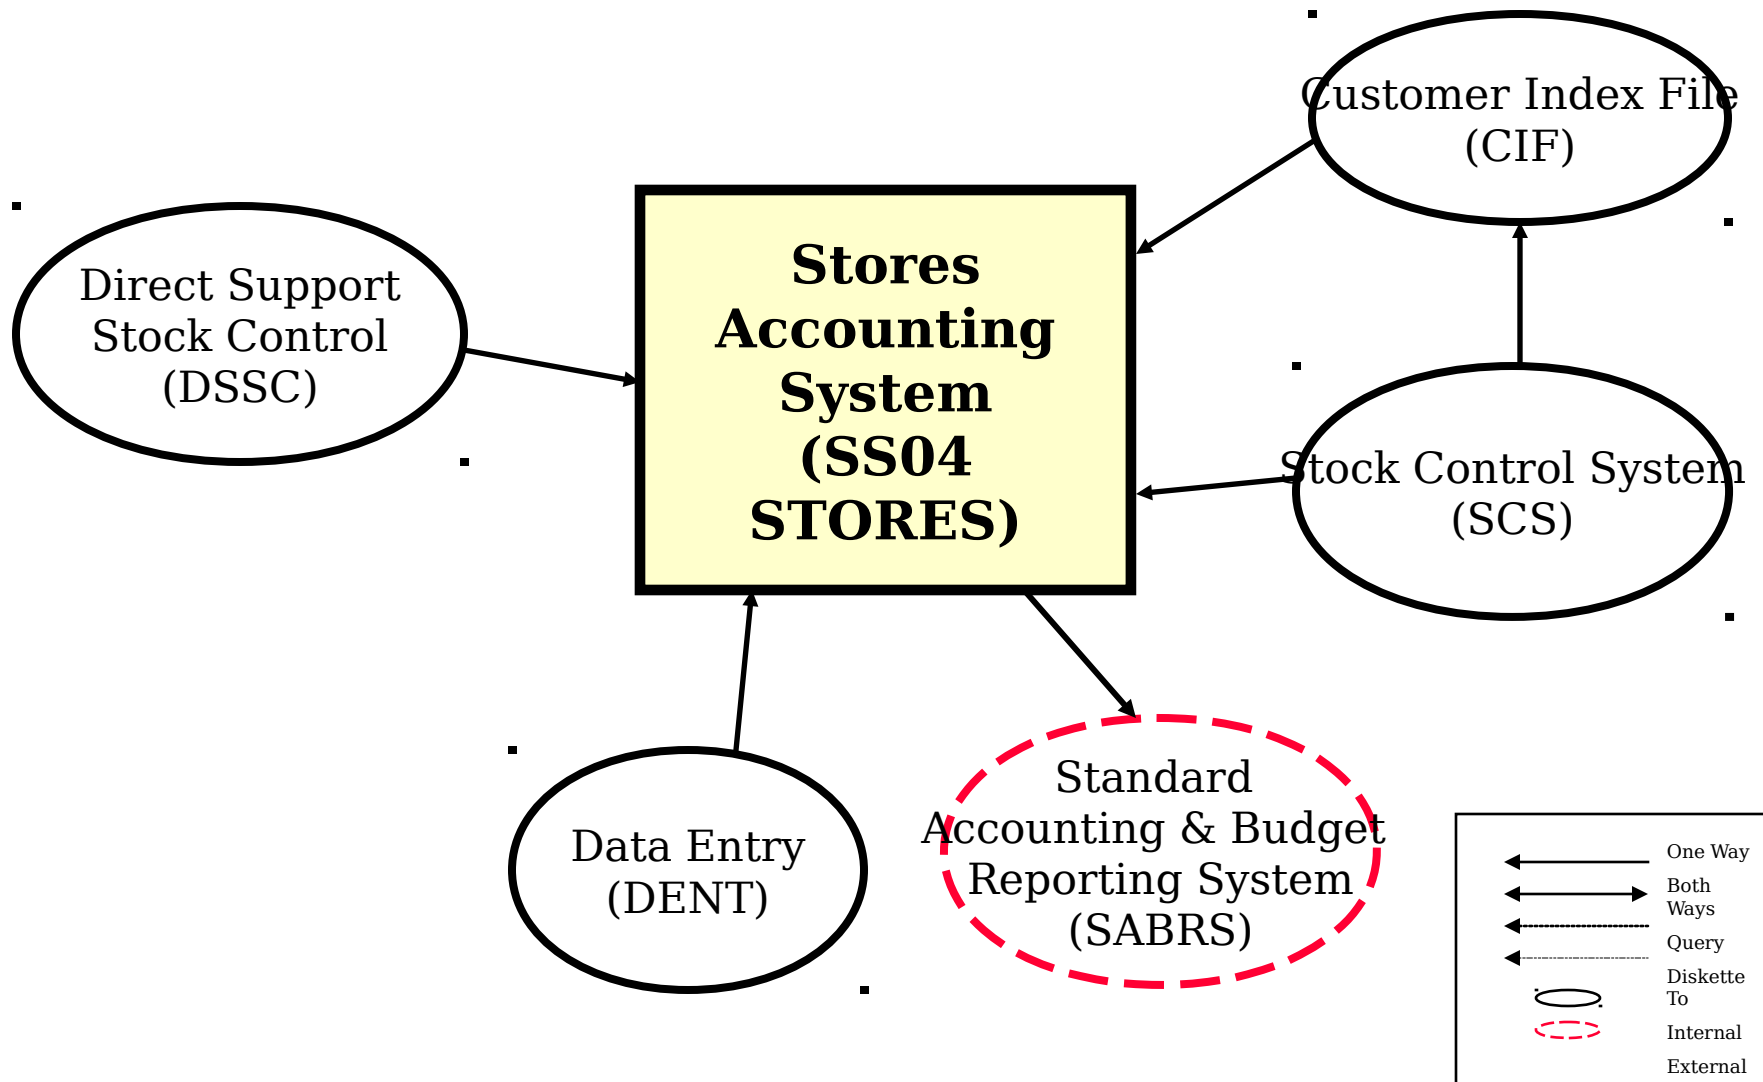 Customer Index File
(CIF)
Direct Support
Stock Control
(DSSC)
Stores
Accounting
System
(SS04
STORES)
Stock Control System
(SCS)
Data Entry
(DENT)
Standard
Accounting & Budget
Reporting System
(SABRS)
One Way
Both
Ways
Query
Diskette
To
Internal
External